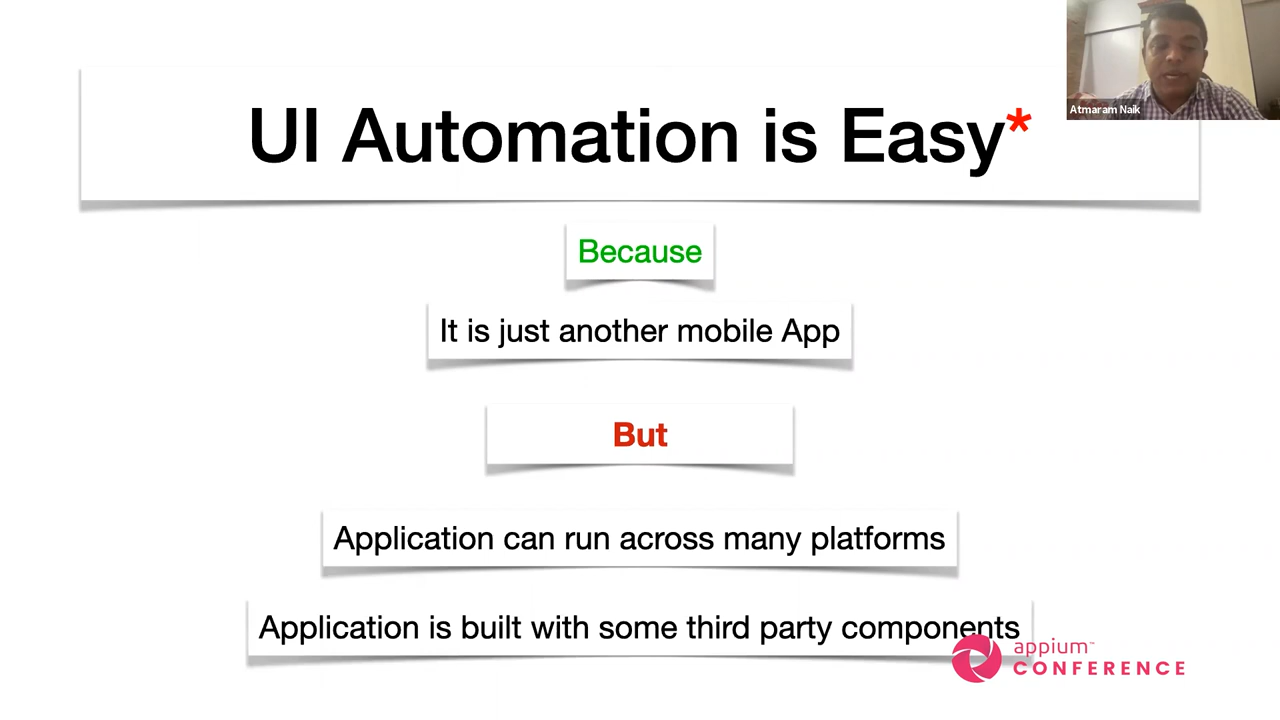 Atmaram Naik
UI Automation is Easy*
Because
It is just another mobile App
But
Application can run across many platforms
Application is built with some third party components
appium™
CONFERENCE